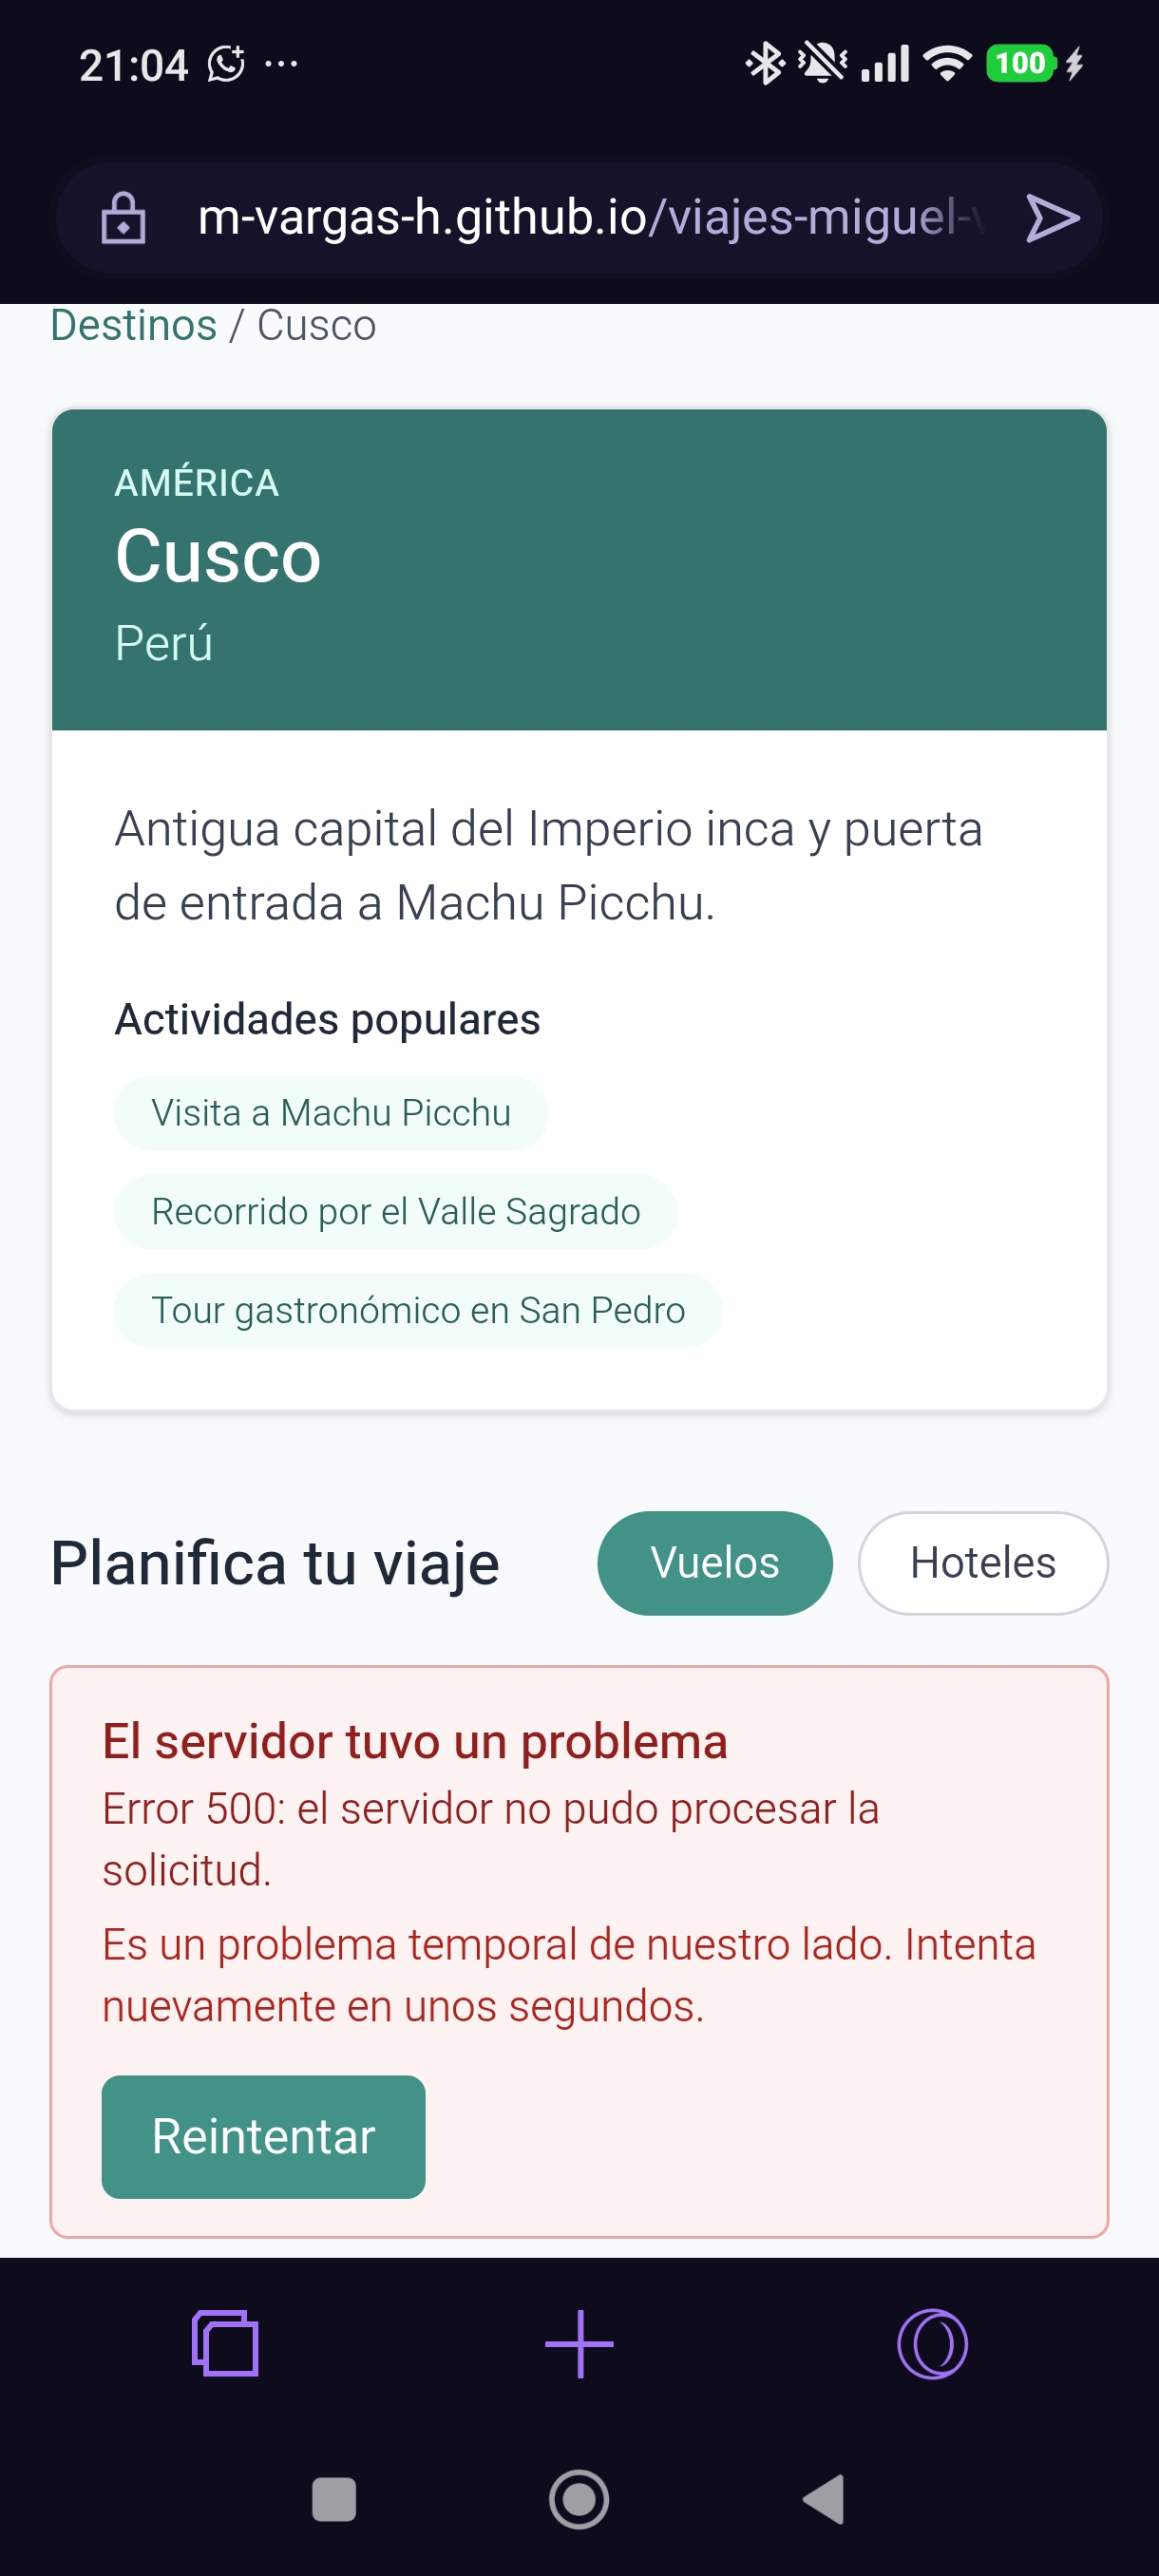 21:04 ...
100
m-vargas-h.github.io/viajes-miguel-
Destinos / Cusco
AMÉRICA
Cusco
Perú
Antigua capital del Imperio inca y puerta
de entrada a Machu Picchu.
Actividades populares
Visita a Machu Picchu
Recorrido por el Valle Sagrado
Tour gastronómico en San Pedro
Planifica tu viaje
Vuelos
Hoteles
El servidor tuvo un problema
Error 500: el servidor no pudo procesar la
solicitud.
Es un problema temporal de nuestro lado. Intenta
nuevamente en unos segundos.
Reintentar